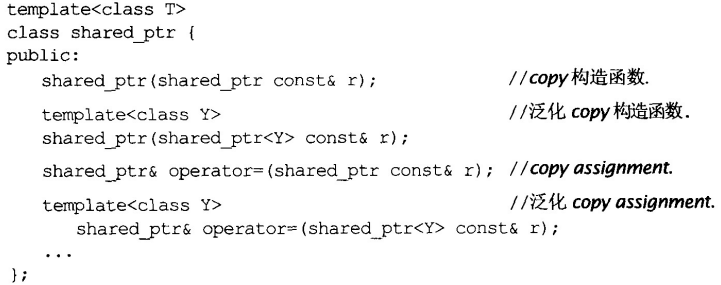 template<class T>
class shared_ptr {
public:
shared_ptr(shared_ptr const& r); //copy 构造函数.
template<class Y> //泛化 copy 构造函数.
shared_ptr(shared_ptr<Y> const& r);
shared_ptr& operator=(shared_ptr const& r); //copy assignment.
template<class Y> //泛化 copy assignment.
shared_ptr& operator=(shared_ptr<Y> const& r);
...
};